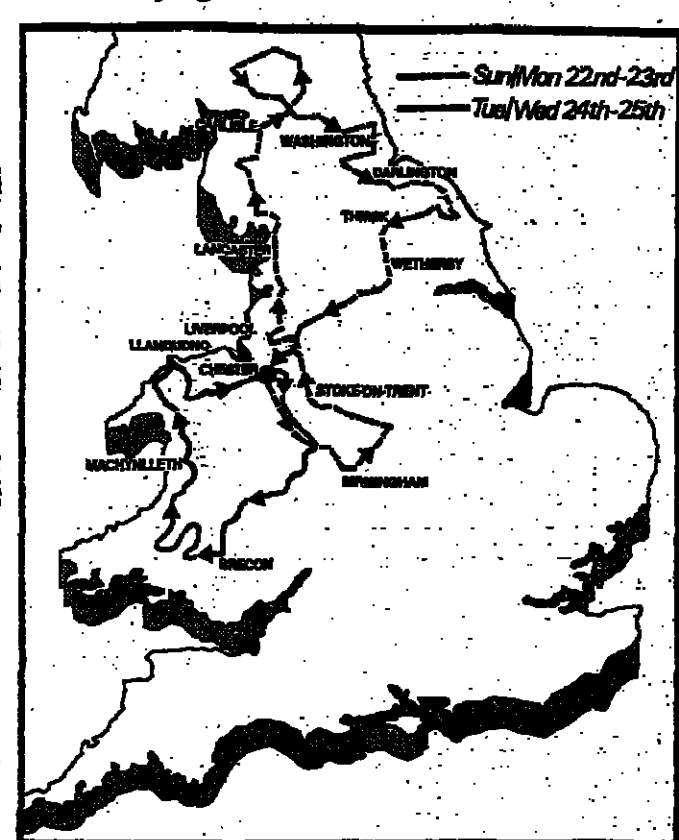 Sun/Mon 22nd-23rd
Tue/Wed 24th-25th
CARLISLE
WASHINGTON
DARLINGTON
THIRSK
WETHERBY
LANCASTER
LIVERPOOL
LLANDUDNO
CHESTER
STOKE-ON-TRENT
MACHYNLLETH
BIRMINGHAM
BRECON